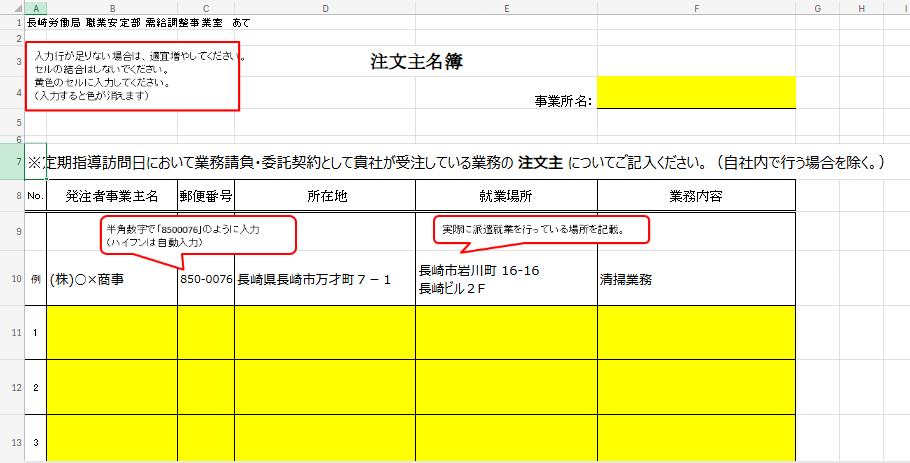 A B C D E F G H I
1 長崎労働局 職業安定部 需給調整事業室 あて
2
入力行が足りない場合は、適宜増やしてください。
セルの結合はしないでください。
黄色のセルに入力してください。
(入力すると色が消えます)
3 注文主名簿
4 事業所名:
5
6
7 ※定期指導訪問日において業務請負・委託契約として貴社が受注している業務の 注文主 についてご記入ください。(自社内で行う場合を除く。)
8 No. 発注者事業主名 郵便番号 所在地 就業場所 業務内容
9
半角数字で「8500076」のように入力
(ハイフンは自動入力)
実際に派遣就業を行っている場所を記載。
10 例 (株)○×商事 850-0076 長崎県長崎市万才町7-1 長崎市岩川町 16-16
長崎ビル2F
清掃業務
11 1
12 2
13 3